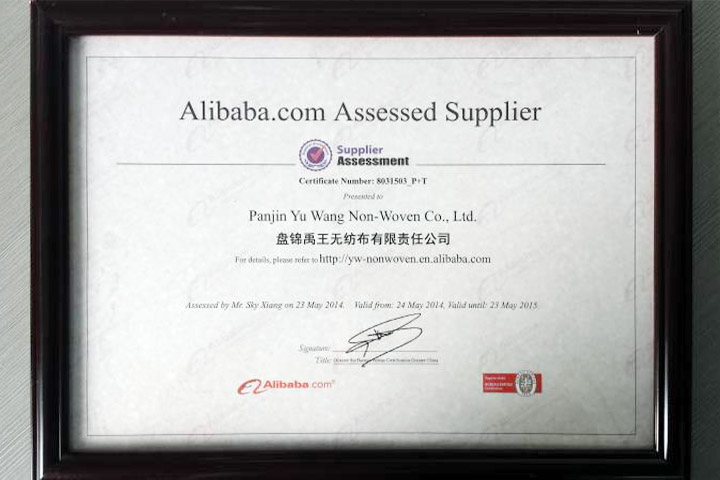 Alibaba.com Assessed Supplier
Supplier
Assessment
Certificate Number: 8031503_P+T
Presented to
Panjin Yu Wang Non-Woven Co., Ltd.
盘锦禹王无纺布有限责任公司
For details, please refer to http://yw-nonwoven.en.alibaba.com
Assessed by Mr. Sky Xiang on 23 May 2014. Valid from: 24 May 2014, Valid until: 23 May 2015.
Signature:
Title:
Alibaba.com®